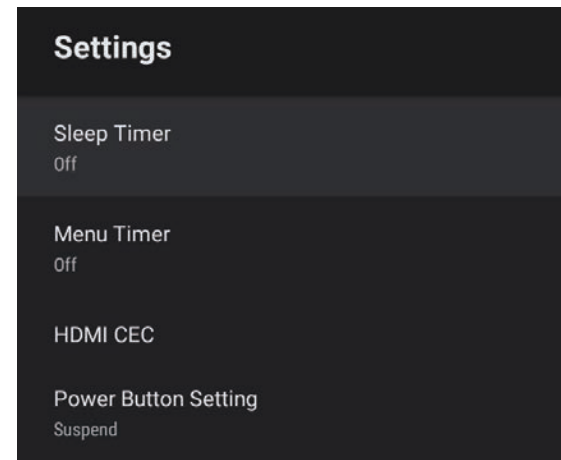 Settings
Sleep Timer
Off
Menu Timer
Off
HDMI CEC
Power Button Setting
Suspend